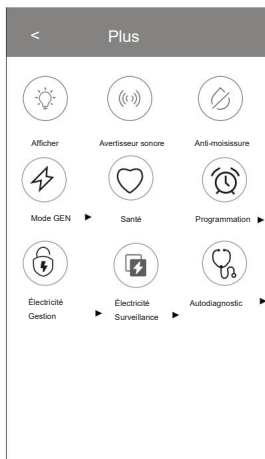 < Plus
Afficher Avertisseur sonore Anti-moisissure
Mode GEN ► Santé Programmation ►
Électricité Électricité Autodiagnostic ►
Gestion ► Surveillance ►